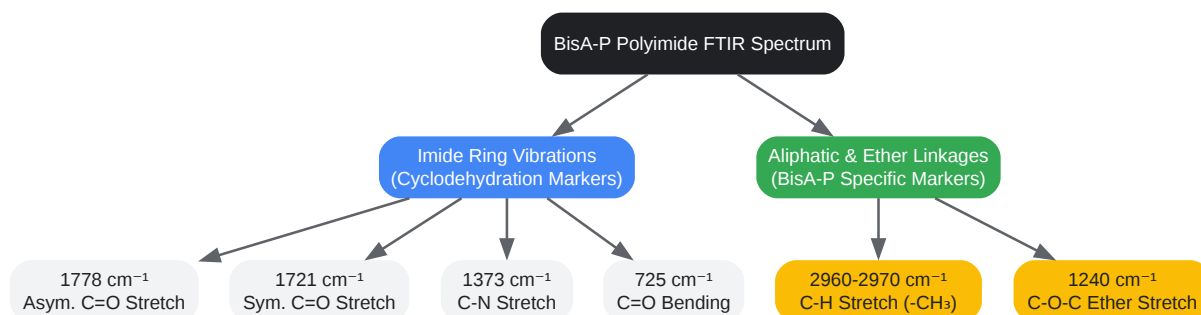 BisA-P Polyimide FTIR Spectrum
Imide Ring Vibrations
(Cyclodehydration Markers)
Aliphatic & Ether Linkages
(BisA-P Specific Markers)
1778 cm⁻¹
Asym. C=O Stretch
1721 cm⁻¹
Sym. C=O Stretch
1373 cm⁻¹
C-N Stretch
725 cm⁻¹
C=O Bending
2960-2970 cm⁻¹
C-H Stretch (-CH₃)
1240 cm⁻¹
C-O-C Ether Stretch